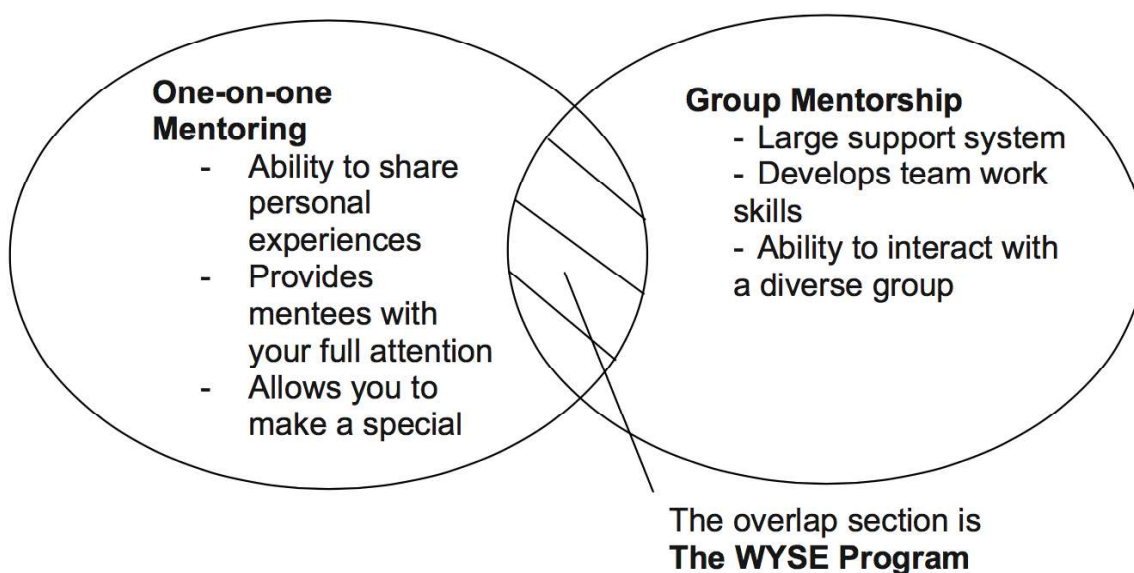 One-on-one
Mentoring
- Ability to share
personal
experiences
- Provides
mentees with
your full attention
- Allows you to
make a special
Group Mentorship
- Large support system
- Develops team work
skills
- Ability to interact with
a diverse group
The overlap section is
The WYSE Program